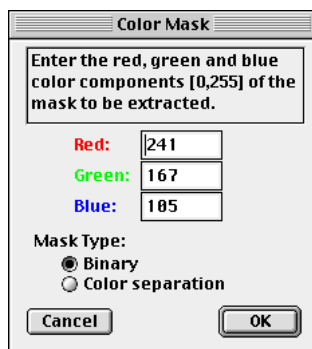 Color Mask
Enter the red, green and blue
color components [0,255] of the
mask to be extracted.
Red: 241
Green: 167
Blue: 105
Mask Type:
Binary
Color separation
Cancel OK